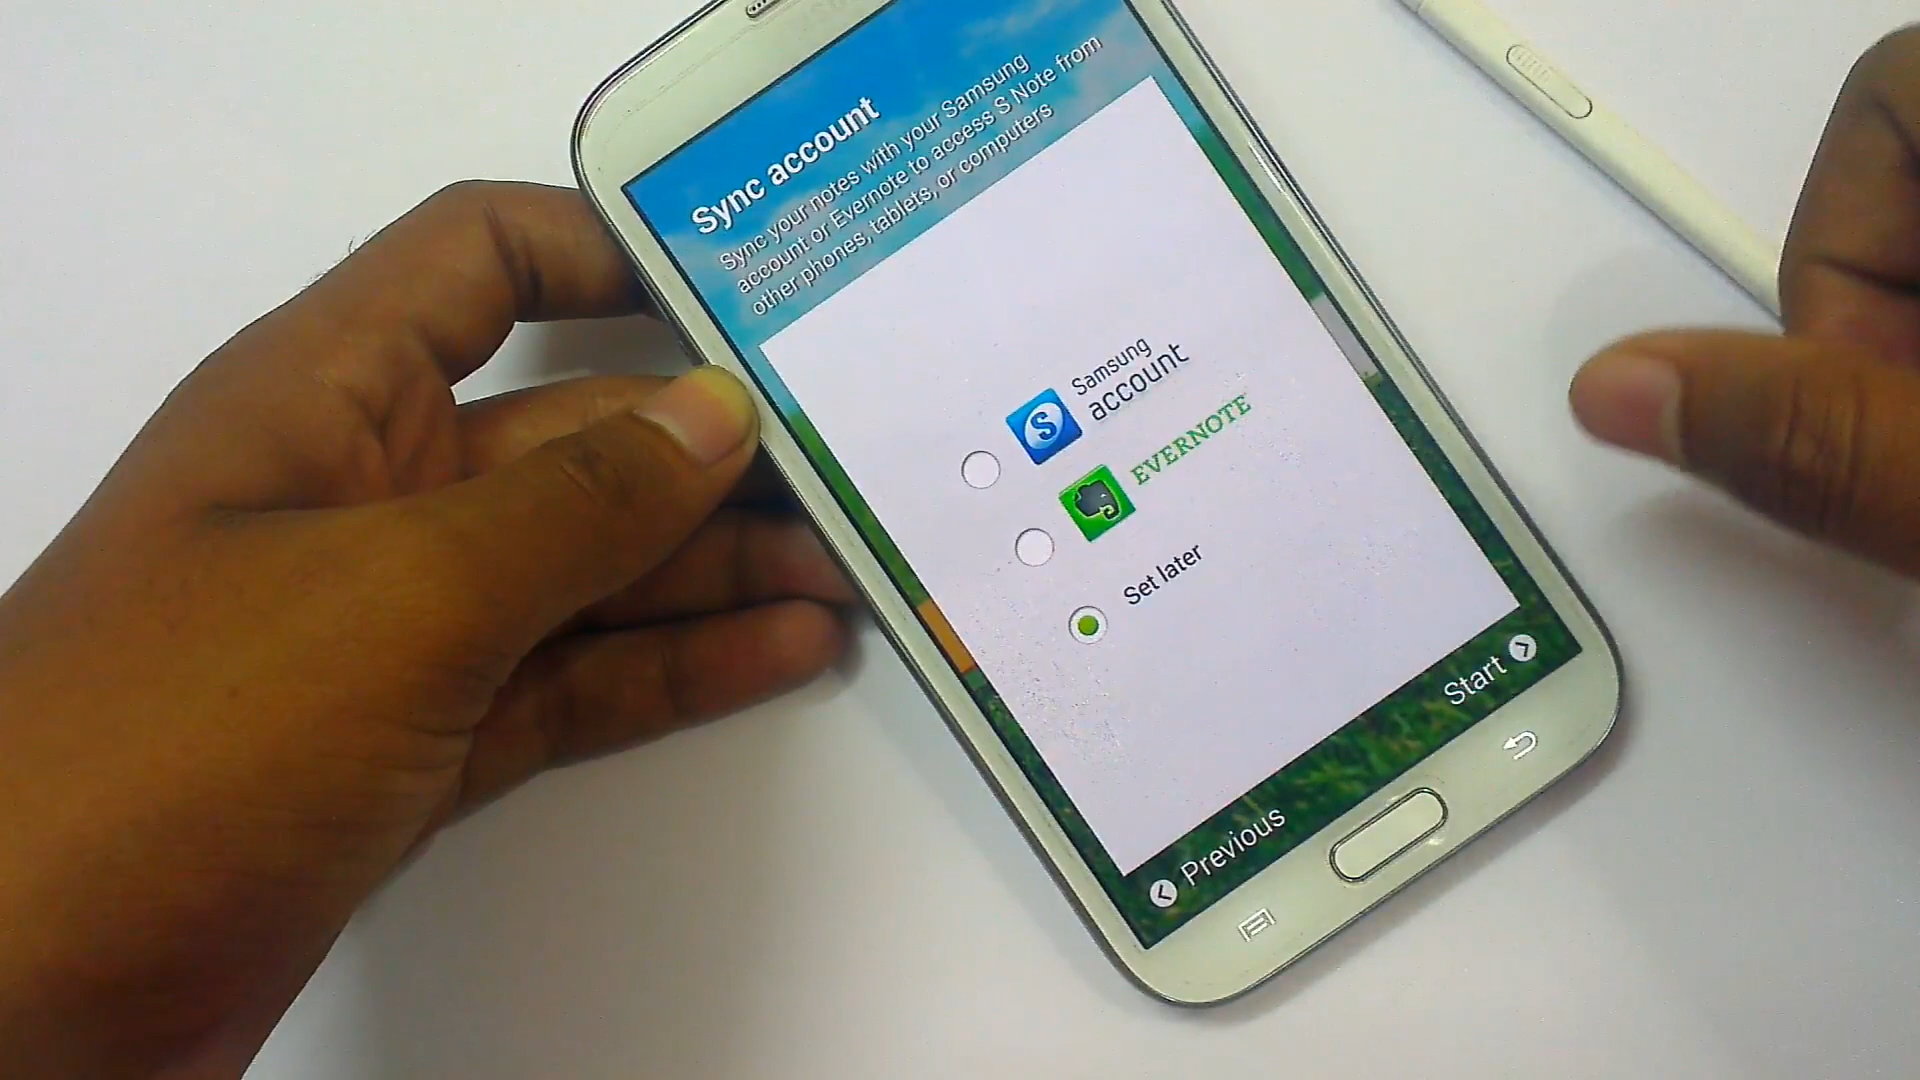 Sync account
Sync your notes with your Samsung
account or Evernote to access S Note from
other phones, tablets, or computers
Samsung
account
EVERNOTE
Set later
Start
Previous